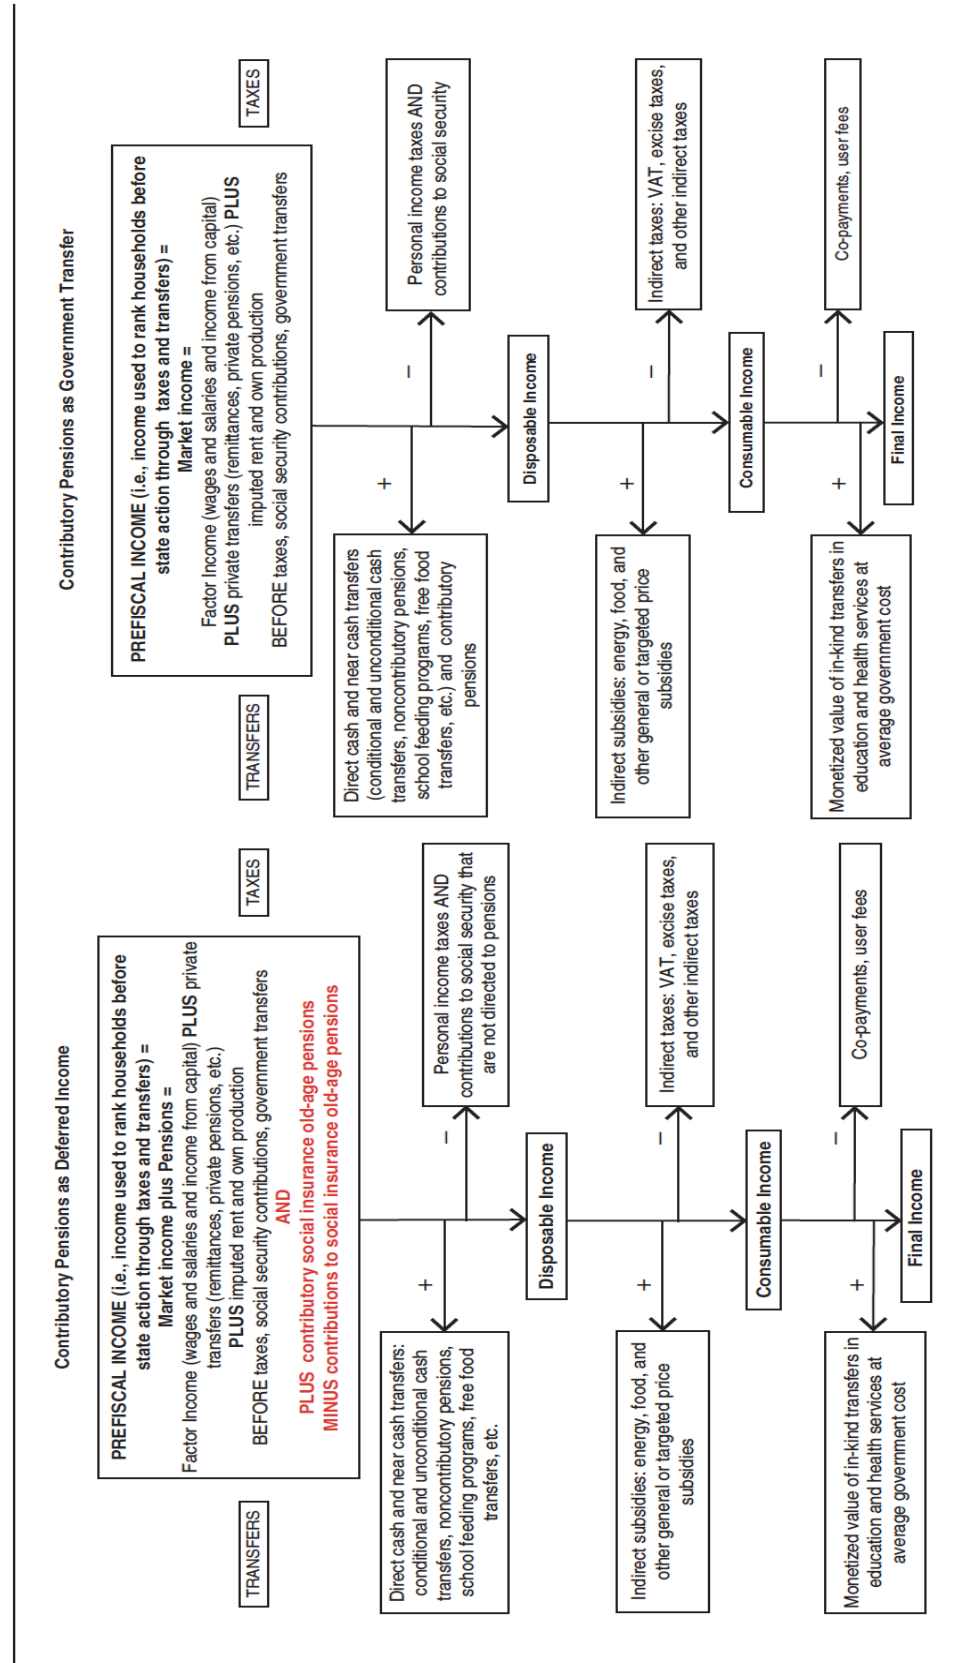 Contributory Pensions as Deferred Income
TRANSFERS
PREFISCAL INCOME (i.e., income used to rank households before
state action through taxes and transfers) =
Market income plus Pensions =
Factor Income (wages and salaries and income from capital) PLUS private
transfers (remittances, private pensions, etc.)
PLUS imputed rent and own production
BEFORE taxes, social security contributions, government transfers
AND
PLUS contributory social insurance old-age pensions
MINUS contributions to social insurance old-age pensions
TAXES
Direct cash and near cash transfers:
conditional and unconditional cash
transfers, noncontributory pensions,
school feeding programs, free food
transfers, etc.
+
−
Personal income taxes AND
contributions to social security that
are not directed to pensions
Disposable Income
Indirect subsidies: energy, food, and
other general or targeted price
subsidies
+
−
Indirect taxes: VAT, excise taxes,
and other indirect taxes
Consumable Income
Monetized value of in-kind transfers in
education and health services at
average government cost
+
−
Co-payments, user fees
Final Income
Contributory Pensions as Government Transfer
TRANSFERS
PREFISCAL INCOME (i.e., income used to rank households before
state action through taxes and transfers) =
Market income =
Factor Income (wages and salaries and income from capital)
PLUS private transfers (remittances, private pensions, etc.) PLUS
imputed rent and own production
BEFORE taxes, social security contributions, government transfers
TAXES
Direct cash and near cash transfers
(conditional and unconditional cash
transfers, noncontributory pensions,
school feeding programs, free food
transfers, etc.) and contributory
pensions
+
−
Personal income taxes AND
contributions to social security
Disposable Income
Indirect subsidies: energy, food, and
other general or targeted price
subsidies
+
−
Indirect taxes: VAT, excise taxes,
and other indirect taxes
Consumable Income
Monetized value of in-kind transfers in
education and health services at
average government cost
+
−
Co-payments, user fees
Final Income